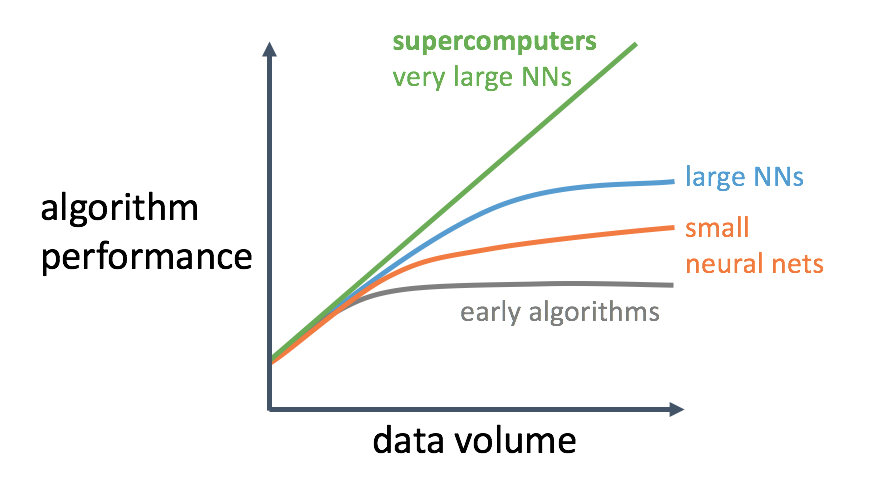 supercomputers
very large NNs
algorithm
performance
large NNs
small
neural nets
early algorithms
data volume